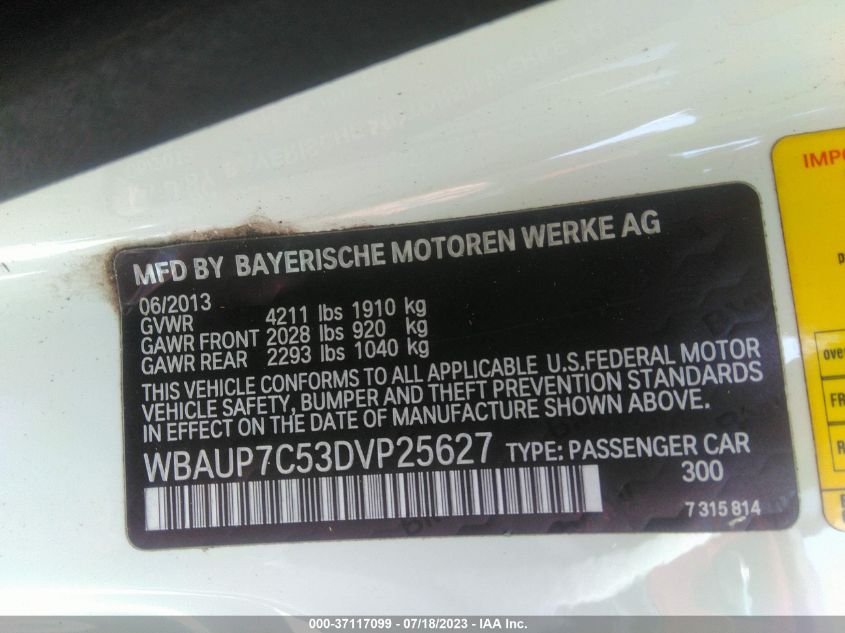 MFD BY BAYERISCHE MOTOREN WERKE AG
06/2013
GVWR 4211 lbs 1910 kg
GAWR FRONT 2028 lbs 920 kg
GAWR REAR 2293 lbs 1040 kg
THIS VEHICLE CONFORMS TO ALL APPLICABLE U.S.FEDERAL MOTOR
VEHICLE SAFETY, BUMPER AND THEFT PREVENTION STANDARDS
IN EFFECT ON THE DATE OF MANUFACTURE SHOWN ABOVE.
WBAUP7C53DVP25627 TYPE: PASSENGER CAR
300
7 315 814
000-37117099 - 07/18/2023 - IAA Inc.